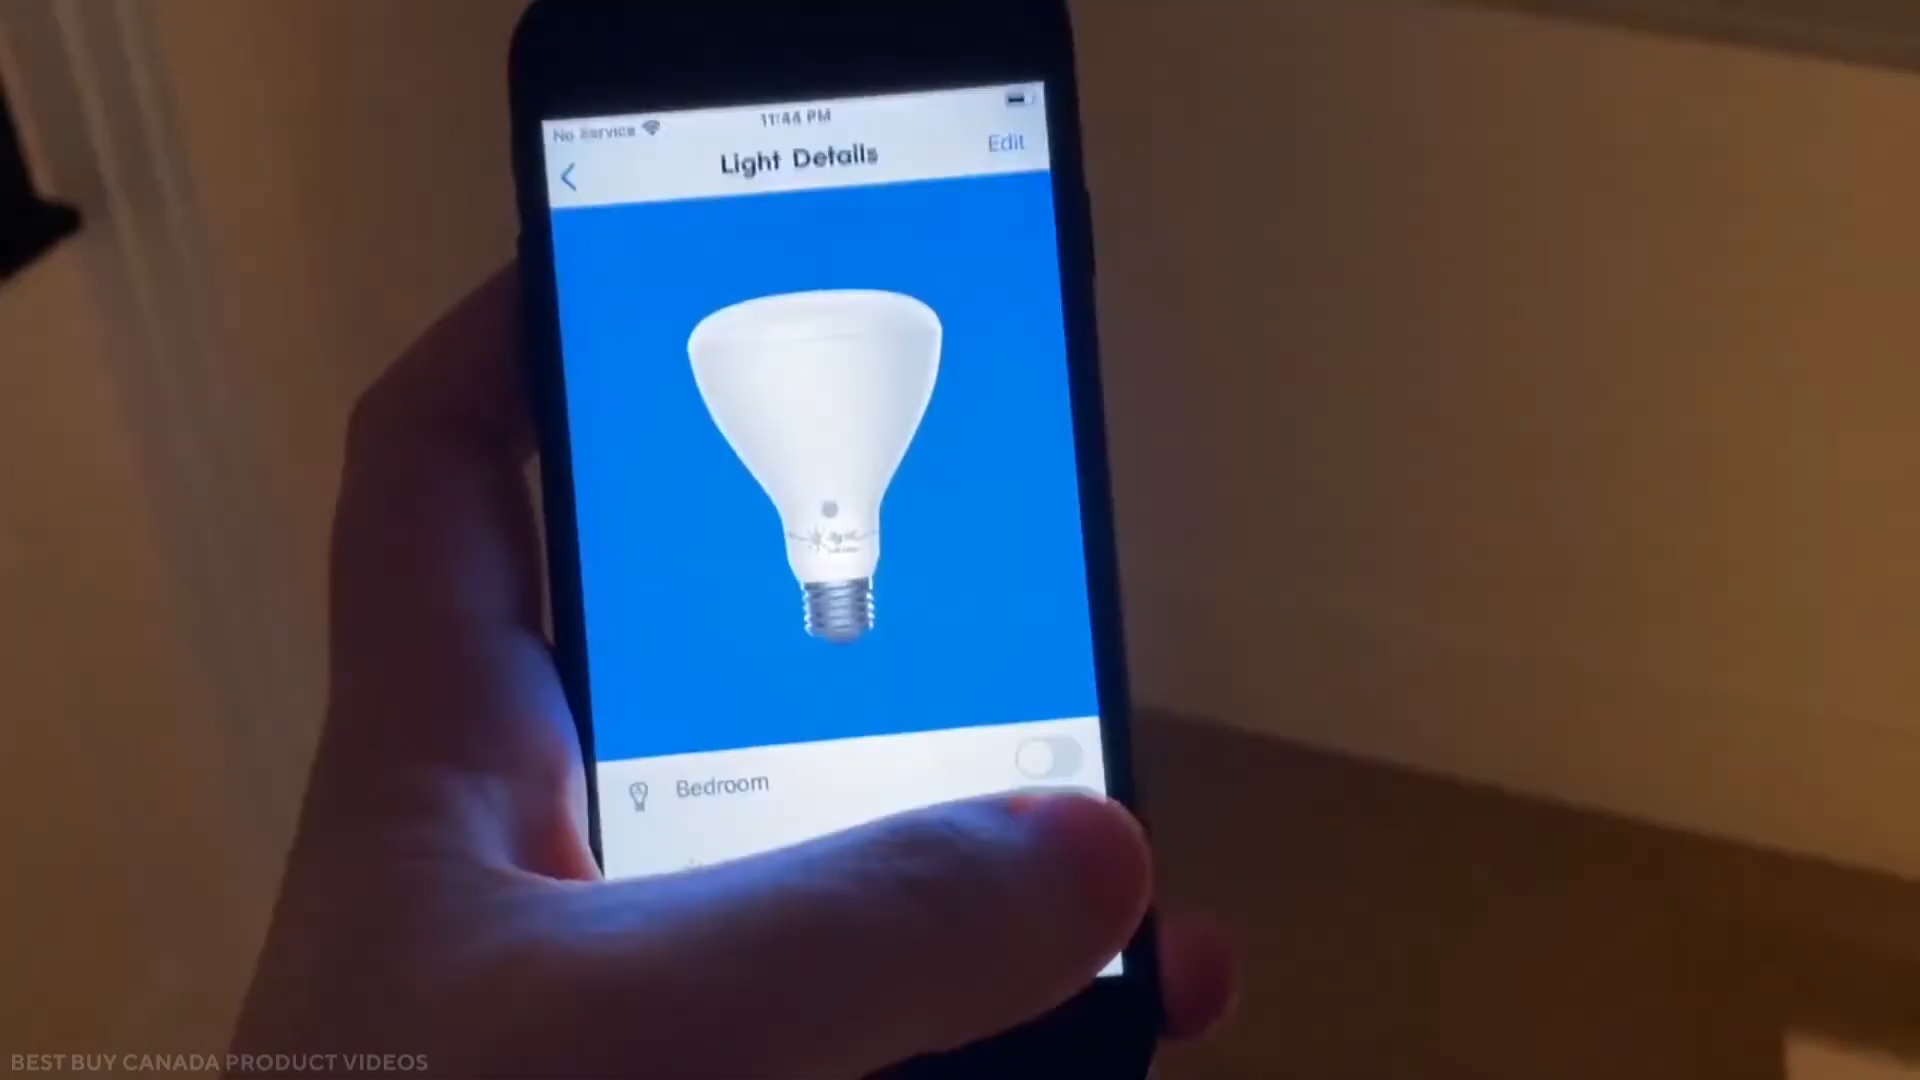 No Service
11:44 PM
Light Details
Edit
Bedroom
BEST BUY CANADA PRODUCT VIDEOS